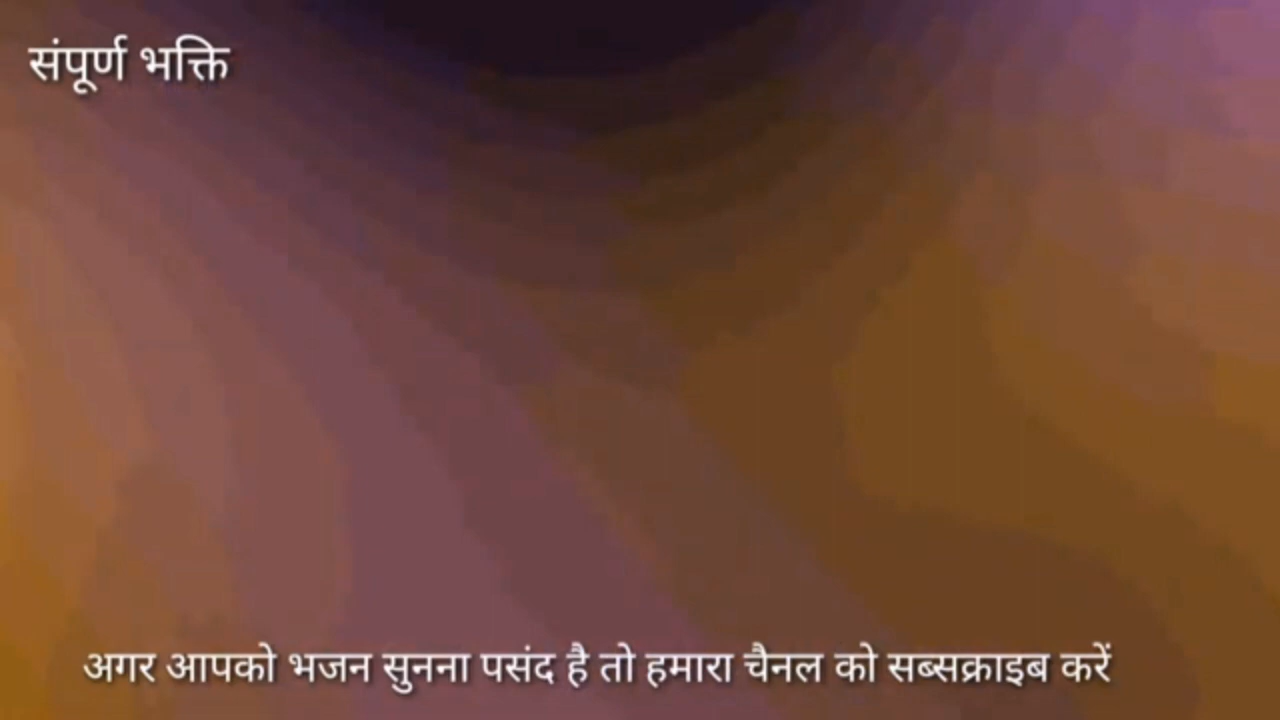 संपूर्ण भक्ति
अगर आपको भजन सुनना पसंद है तो हमारा चैनल को सब्सक्राइब करें